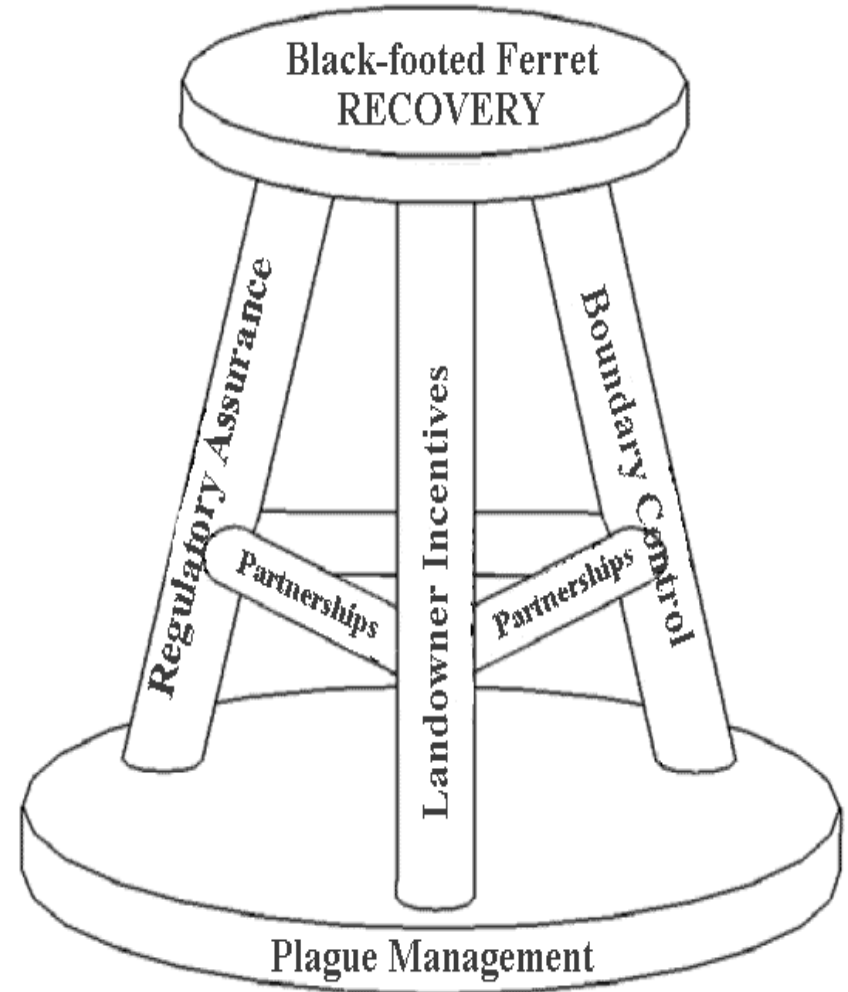 Black-footed Ferret
RECOVERY
Regulatory Assurance
Landowner Incentives
Boundary Control
Partnerships
Partnerships
Plague Management